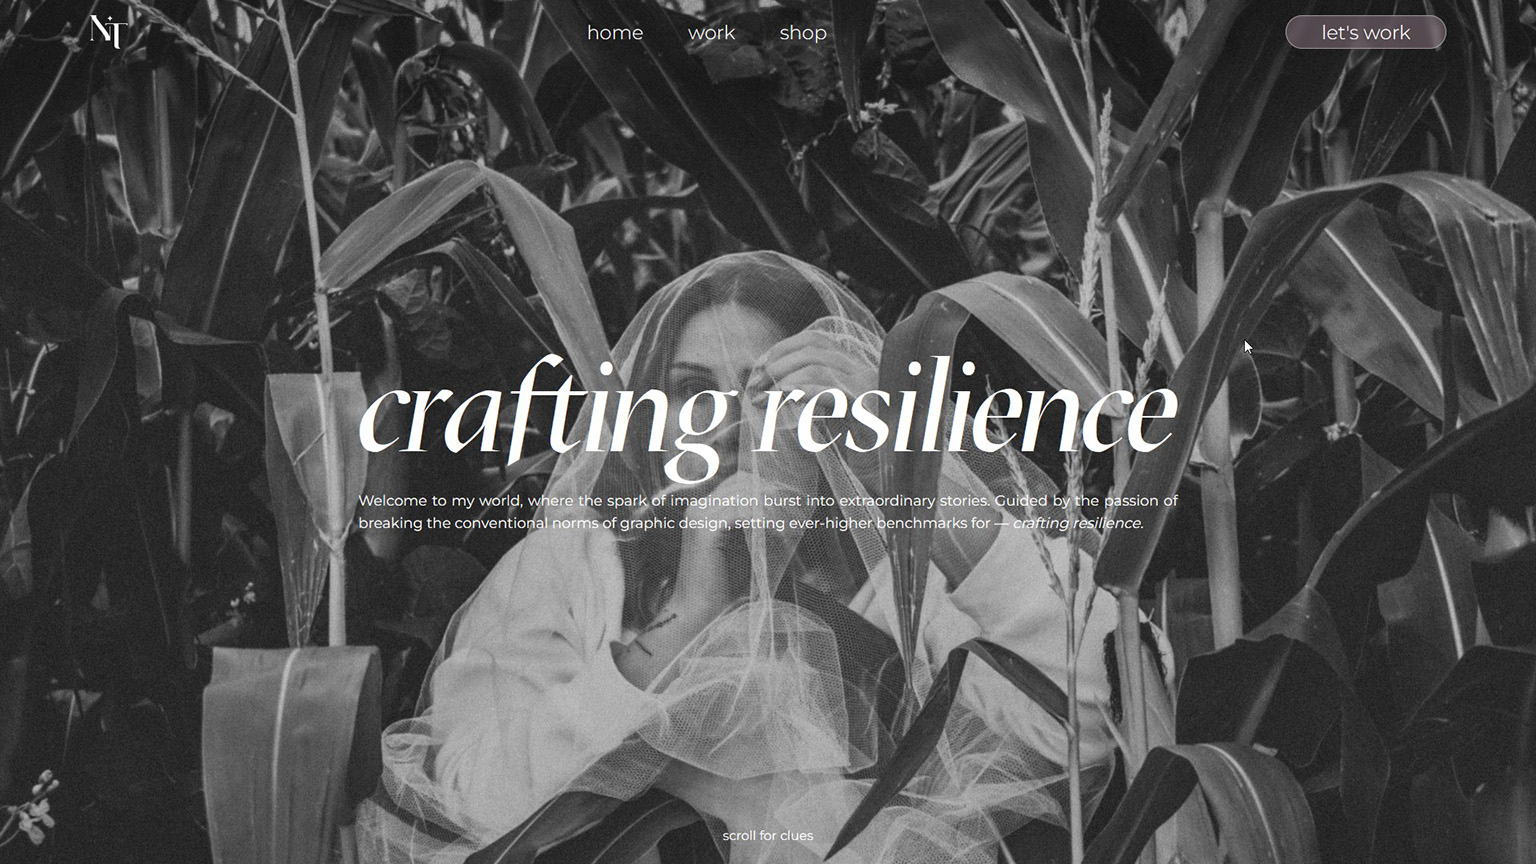 NT
home
work
shop
let's work
crafting resilience
Welcome to my world, where the spark of imagination burst into extraordinary stories. Guided by the passion of
breaking the conventional norms of graphic design, setting ever-higher benchmarks for — crafting resilience.
scroll for clues